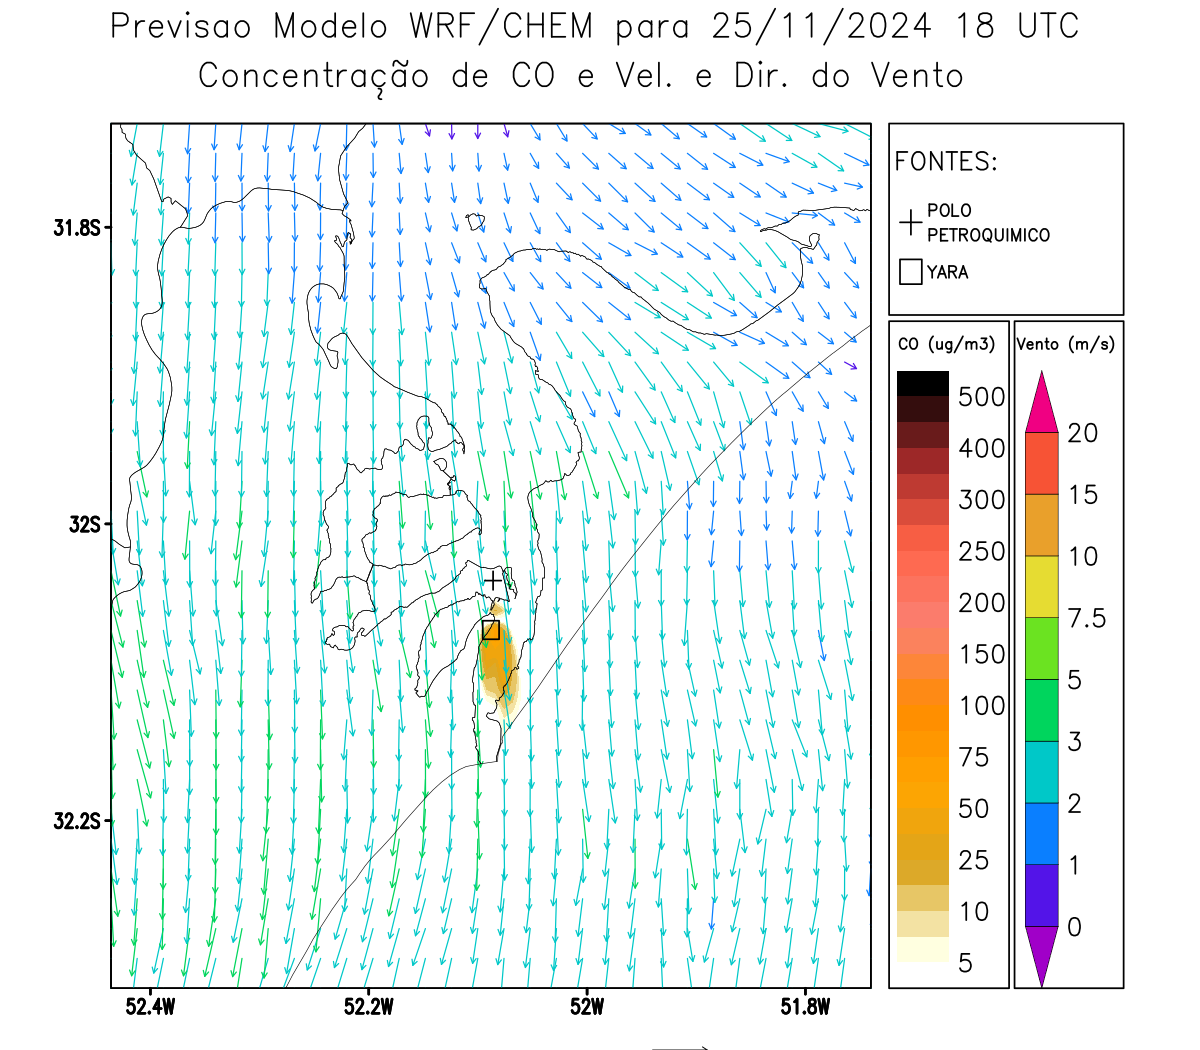 Previsao Modelo WRF/CHEM para 25/11/2024 18 UTC
Concentração de CO e Vel. e Dir. do Vento
FONTES:
POLO
PETROQUIMICO
YARA
CO (ug/m3)
500
400
300
250
200
150
100
75
50
25
10
5
Vento (m/s)
20
15
10
7.5
5
3
2
1
0
31.8S
32S
32.2S
52.4W
52.2W
52W
51.8W